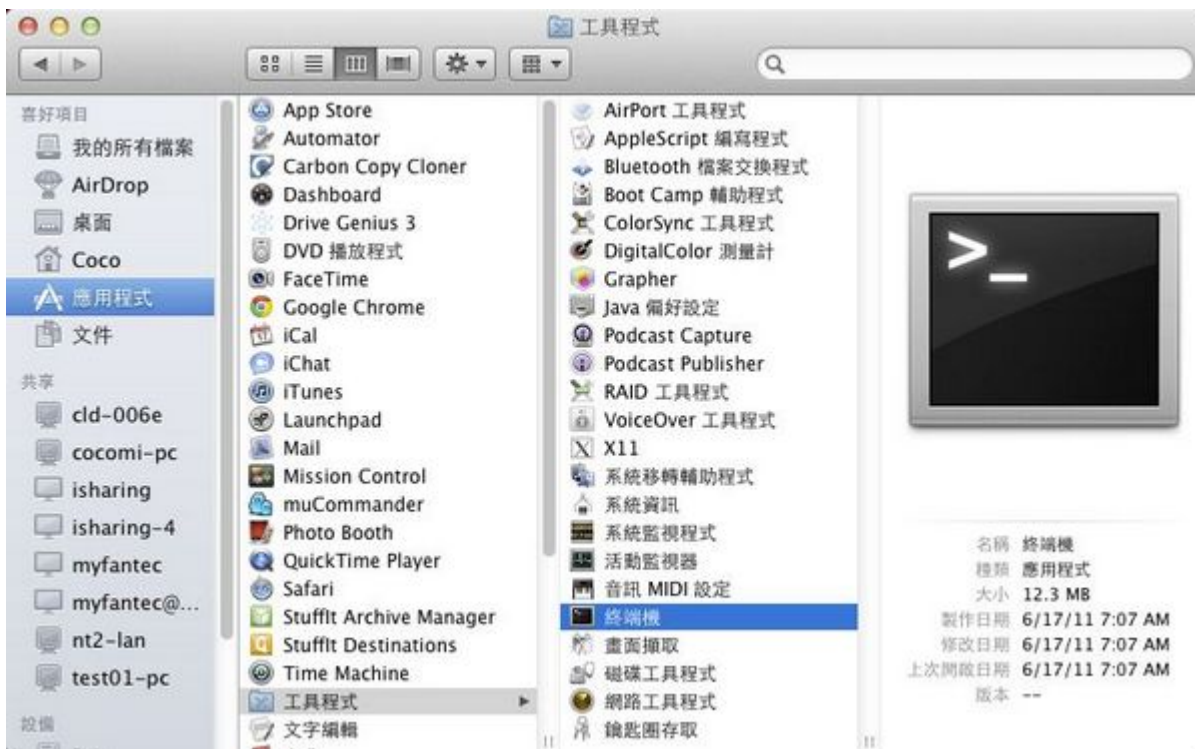 工具程式
喜好項目
我的所有檔案
AirDrop
桌面
Coco
應用程式
文件
共享
cld-006e
cocomi-pc
isharing
isharing-4
myfantec
myfantec@...
nt2-lan
test01-pc
設備
App Store
Automator
Carbon Copy Cloner
Dashboard
Drive Genius 3
DVD 播放程式
FaceTime
Google Chrome
iCal
iChat
iTunes
Launchpad
Mail
Mission Control
muCommander
Photo Booth
QuickTime Player
Safari
StuffIt Archive Manager
StuffIt Destinations
Time Machine
工具程式
文字編輯
AirPort 工具程式
AppleScript 編寫程式
Bluetooth 檔案交換程式
Boot Camp 輔助程式
ColorSync 工具程式
DigitalColor 測量計
Grapher
Java 偏好設定
Podcast Capture
Podcast Publisher
RAID 工具程式
VoiceOver 工具程式
X11
系統移轉輔助程式
系統資訊
系統監視程式
活動監視器
音訊 MIDI 設定
終端機
畫面擷取
磁碟工具程式
網路工具程式
鑰匙圈存取
>_
名稱 終端機
種類 應用程式
大小 12.3 MB
製作日期 6/17/11 7:07 AM
修改日期 6/17/11 7:07 AM
上次開啟日期 6/17/11 7:07 AM
版本 --